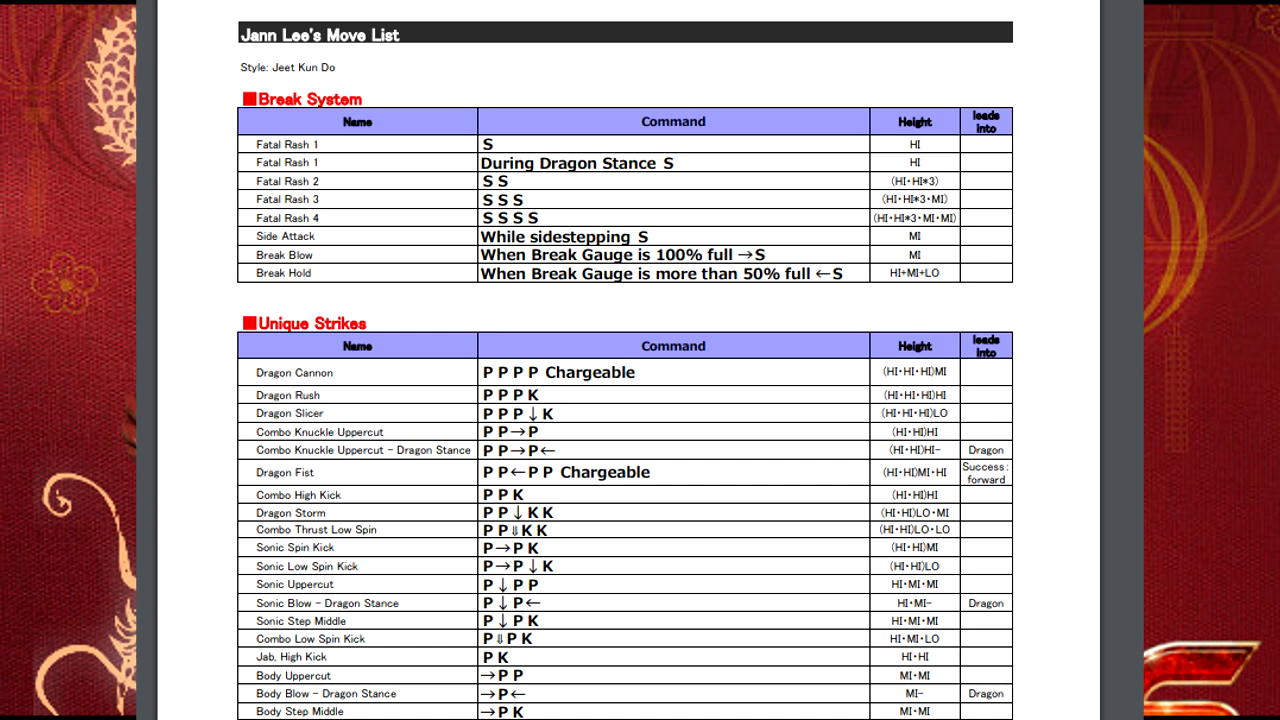 Jann Lee's Move List
Style: Jeet Kun Do
■Break System
Name Command Height leads into
Fatal Rash 1 S HI
Fatal Rash 1 During Dragon Stance S HI
Fatal Rash 2 S S (HI・HI*3)
Fatal Rash 3 S S S (HI・HI*3・MI)
Fatal Rash 4 S S S S (HI・HI*3・MI・MI)
Side Attack While sidestepping S MI
Break Blow When Break Gauge is 100% full →S MI
Break Hold When Break Gauge is more than 50% full ←S HI+MI+LO
■Unique Strikes
Name Command Height leads into
Dragon Cannon P P P P Chargeable (HI・HI・HI)MI
Dragon Rush P P P K (HI・HI・HI)HI
Dragon Slicer P P P ↓ K (HI・HI・HI)LO
Combo Knuckle Uppercut P P → P (HI・HI)HI
Combo Knuckle Uppercut - Dragon Stance P P → P ← (HI・HI)HI- Dragon
Dragon Fist P P ← P P Chargeable (HI・HI)MI・HI Success: forward
Combo High Kick P P K (HI・HI)HI
Dragon Storm P P ↓ K K (HI・HI)LO・MI
Combo Thrust Low Spin P P ⇓ K K (HI・HI)LO・LO
Sonic Spin Kick P → P K (HI・HI)MI
Sonic Low Spin Kick P → P ↓ K (HI・HI)LO
Sonic Uppercut P ↓ P P HI・MI・MI
Sonic Blow - Dragon Stance P ↓ P ← HI・MI- Dragon
Sonic Step Middle P ↓ P K HI・MI・MI
Combo Low Spin Kick P ⇓ P K HI・MI・LO
Jab, High Kick P K HI・HI
Body Uppercut → P P MI・MI
Body Blow - Dragon Stance → P ← MI- Dragon
Body Step Middle → P K MI・MI